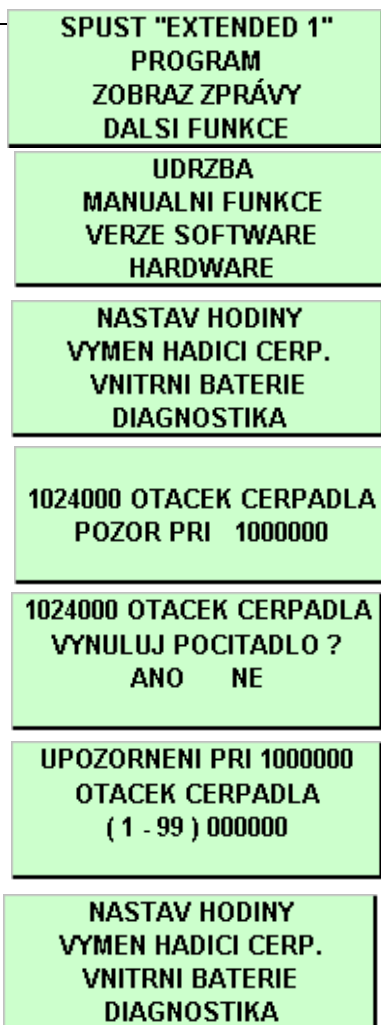 SPUST "EXTENDED 1"
PROGRAM
ZOBRAZ ZPRÁVY
DALSI FUNKCE
UDRZBA
MANUALNI FUNKCE
VERZE SOFTWARE
HARDWARE
NASTAV HODINY
VYMEN HADICI CERP.
VNITRNI BATERIE
DIAGNOSTIKA
1024000 OTACEK CERPADLA
POZOR PRI 1000000
1024000 OTACEK CERPADLA
VYNULUJ POCITADLO ?
ANO NE
UPOZORNENI PRI 1000000
OTACEK CERPADLA
( 1 - 99 ) 000000
NASTAV HODINY
VYMEN HADICI CERP.
VNITRNI BATERIE
DIAGNOSTIKA